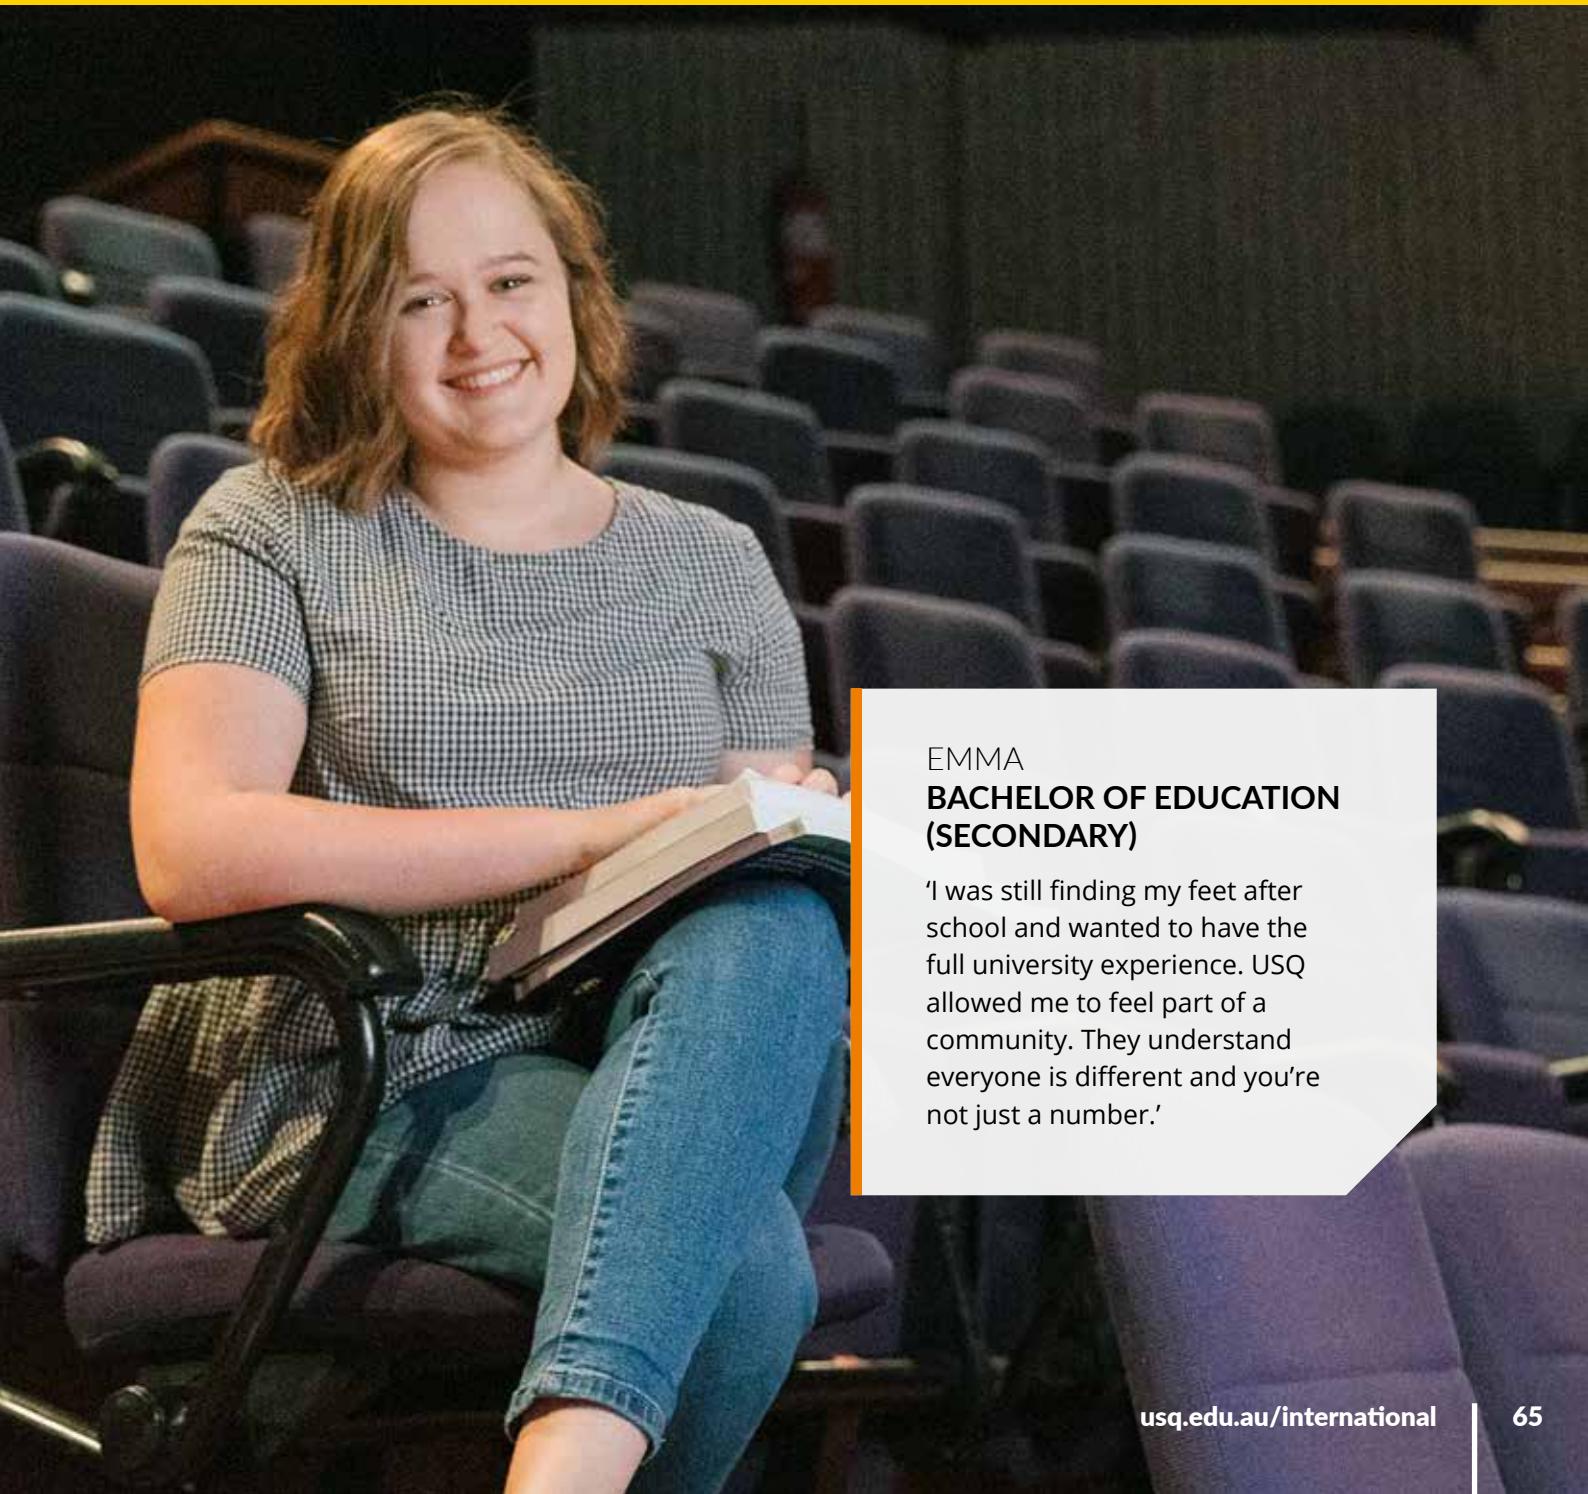 EMMA
BACHELOR OF EDUCATION
(SECONDARY)
‘I was still finding my feet after
school and wanted to have the
full university experience. USQ
allowed me to feel part of a
community. They understand
everyone is different and you’re
not just a number.’
usq.edu.au/international
65